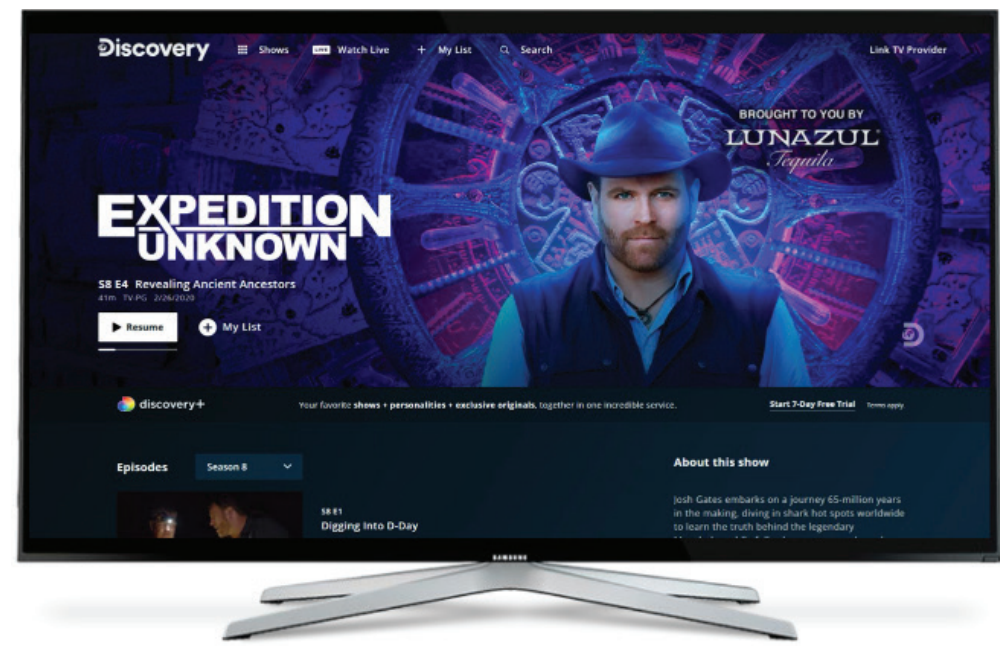 Discovery
Shows
LIVE Watch Live
+ My List
Search
Link TV Provider
BROUGHT TO YOU BY
LUNAZUL
Tequila
EXPEDITION
UNKNOWN
S8 E4 Revealing Ancient Ancestors
41m TV-PG 2/26/2020
Resume
My List
discovery+
Your favorite shows + personalities + exclusive originals, together in one incredible service.
Start 7-Day Free Trial
Terms apply.
Episodes
Season 8
S8 E1
Digging Into D-Day
About this show
Josh Gates embarks on a journey 65-million years
in the making, diving in shark hot spots worldwide
to learn the truth behind the legendary
SAMSUNG